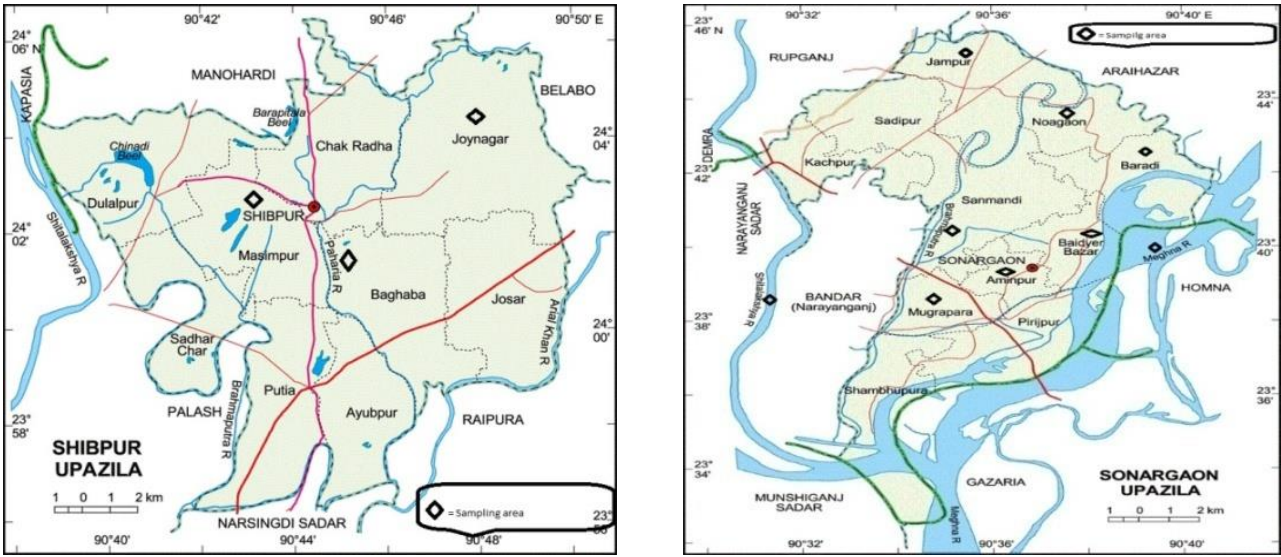 90°42'
90°44'
90°46'
90°50' E
24°
06' N
KAPASIA
MANOHARDI
BELABO
Barapitala
Beel
Joynagar
24°
04'
Chinadi
Beel
Chak Radha
Dulalpur
SHIBPUR
24°
02'
Shitalakshya R
Masimpur
Paharia R
Baghaba
Josar
Arial Khan R
24°
00'
Sadhar
Char
Putia
PALASH
Brahmaputra R
Ayubpur
RAIPURA
23°
58'
SHIBPUR
UPAZILA
1 0 1 2 km
= Sampling area
NARSINGDI SADAR
23°
90°40'
90°44'
90°46'
90°48'
90°32'
90°36'
90°40' E
23°
46' N
= Sampilg area
RUPGANJ
Jampur
ARAIHAZAR
23°
44'
Sadipur
Noagaon
DEMRA
Kachpur
Baradi
23°
42'
NARAYANGANJ
SADAR
Sanmandi
Brahmaputra R
Baidyer
Bazar
Meghna R
23°
40'
SONARGAON
Aminpur
HOMNA
Shitalakshya R
BANDAR
(Narayanganj)
Mugrapara
23°
38'
Pirijpur
Shambhupura
23°
36'
23°
34'
GAZARIA
SONARGAON
UPAZILA
MUNSHIGANJ
SADAR
Meghna R
1 0 1 2 km
90°32'
90°36'
90°40'